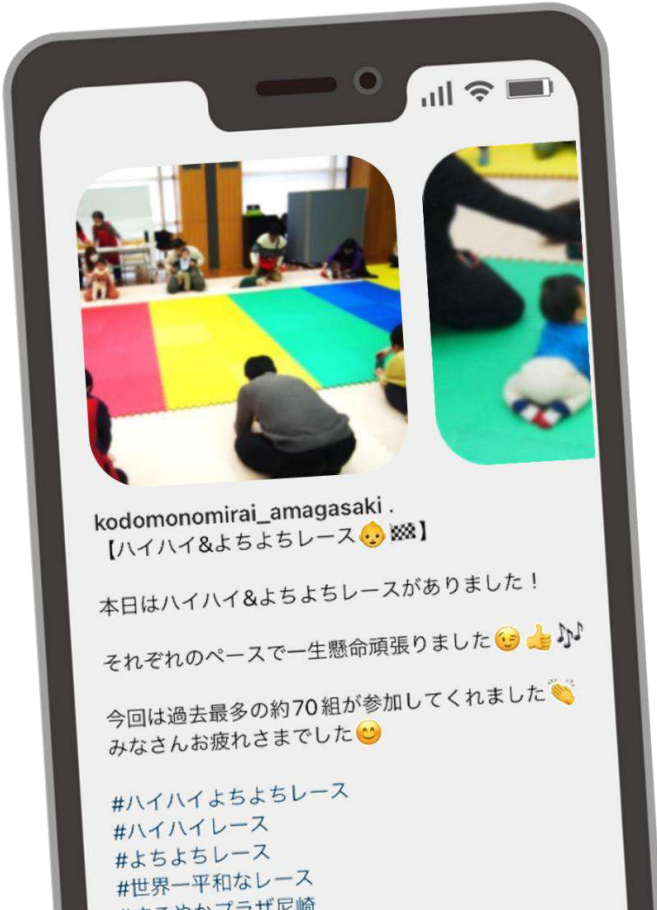 kodomonomirai_amagasaki .
【ハイハイ&よちよちレース👶🏁】
本日はハイハイ&よちよちレースがありました！
それぞれのペースで一生懸命頑張りました😉👍🎶
今回は過去最多の約70組が参加してくれました👏
みなさんお疲れさまでした😊
#ハイハイよちよちレース
#ハイハイレース
#よちよちレース
#世界一平和なレース